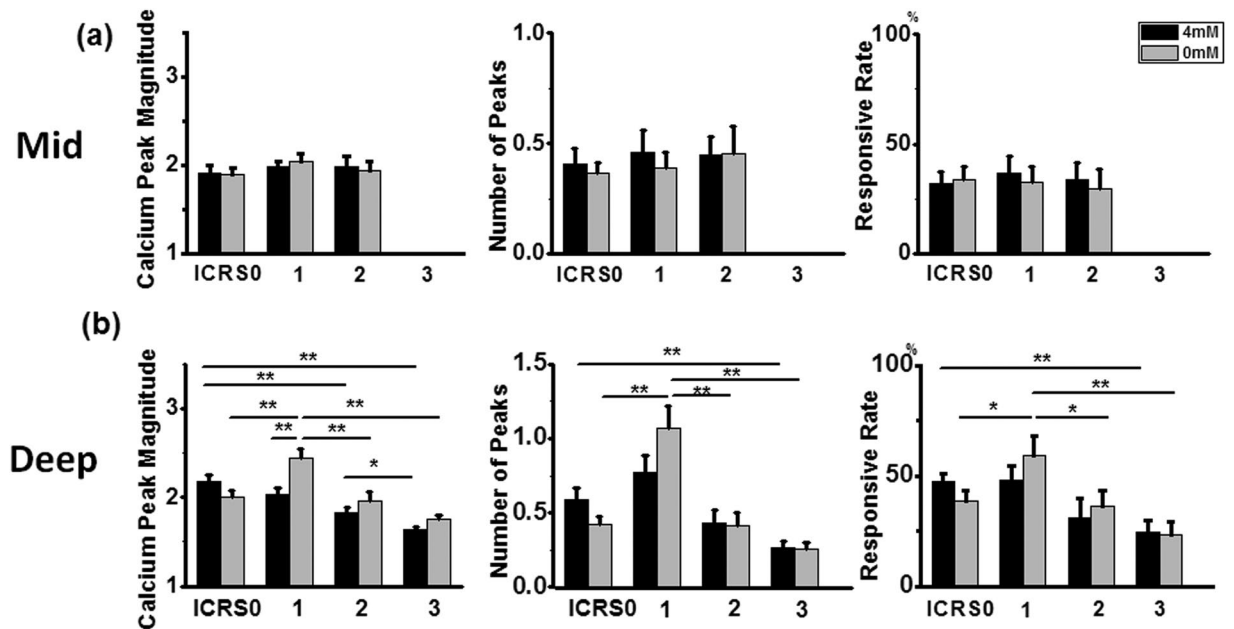 (a)
Mid
Calcium Peak Magnitude
3
2
1
ICRS0 1 2 3
Number of Peaks
1.0
0.5
0.0
ICRS0 1 2 3
Responsive Rate
%
100
50
0
ICRS0 1 2 3
4mM
0mM
(b)
Deep
Calcium Peak Magnitude
3
2
1
** 
**
** **
** **
*
ICRS0 1 2 3
Number of Peaks
1.5
1.0
0.5
0.0
**
**
** **
ICRS0 1 2 3
Responsive Rate
%
100
50
0
**
**
* *
ICRS0 1 2 3